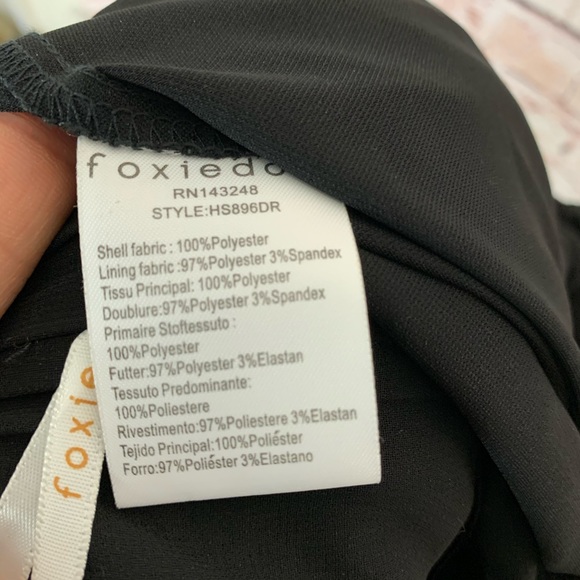 RN143248
STYLE:HS896DR
Shell fabric : 100%Polyester
Lining fabric :97%Polyester 3%Spandex
Tissu Principal: 100%Polyester
Doublure:97%Polyester 3%Spandex
Primaire Stoftessuto :
100%Polyester
Futter:97%Polyester 3%Elastan
Tessuto Predominante:
100%Poliestere
Rivestimento:97%Poliestere 3%Elastan
Tejido Principal:100%Poliéster
Forro:97%Poliéster 3%Elastano